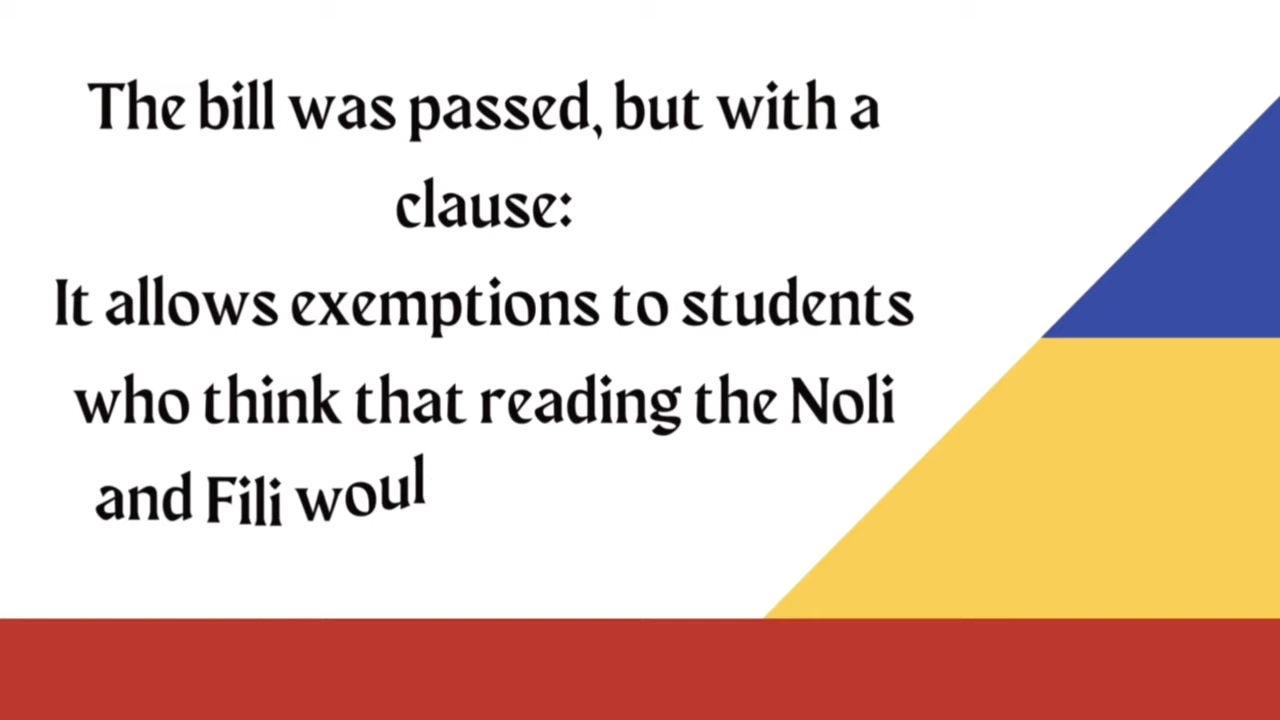 The bill was passed, but with a
clause:
It allows exemptions to students
who think that reading the Noli
and Fili woul